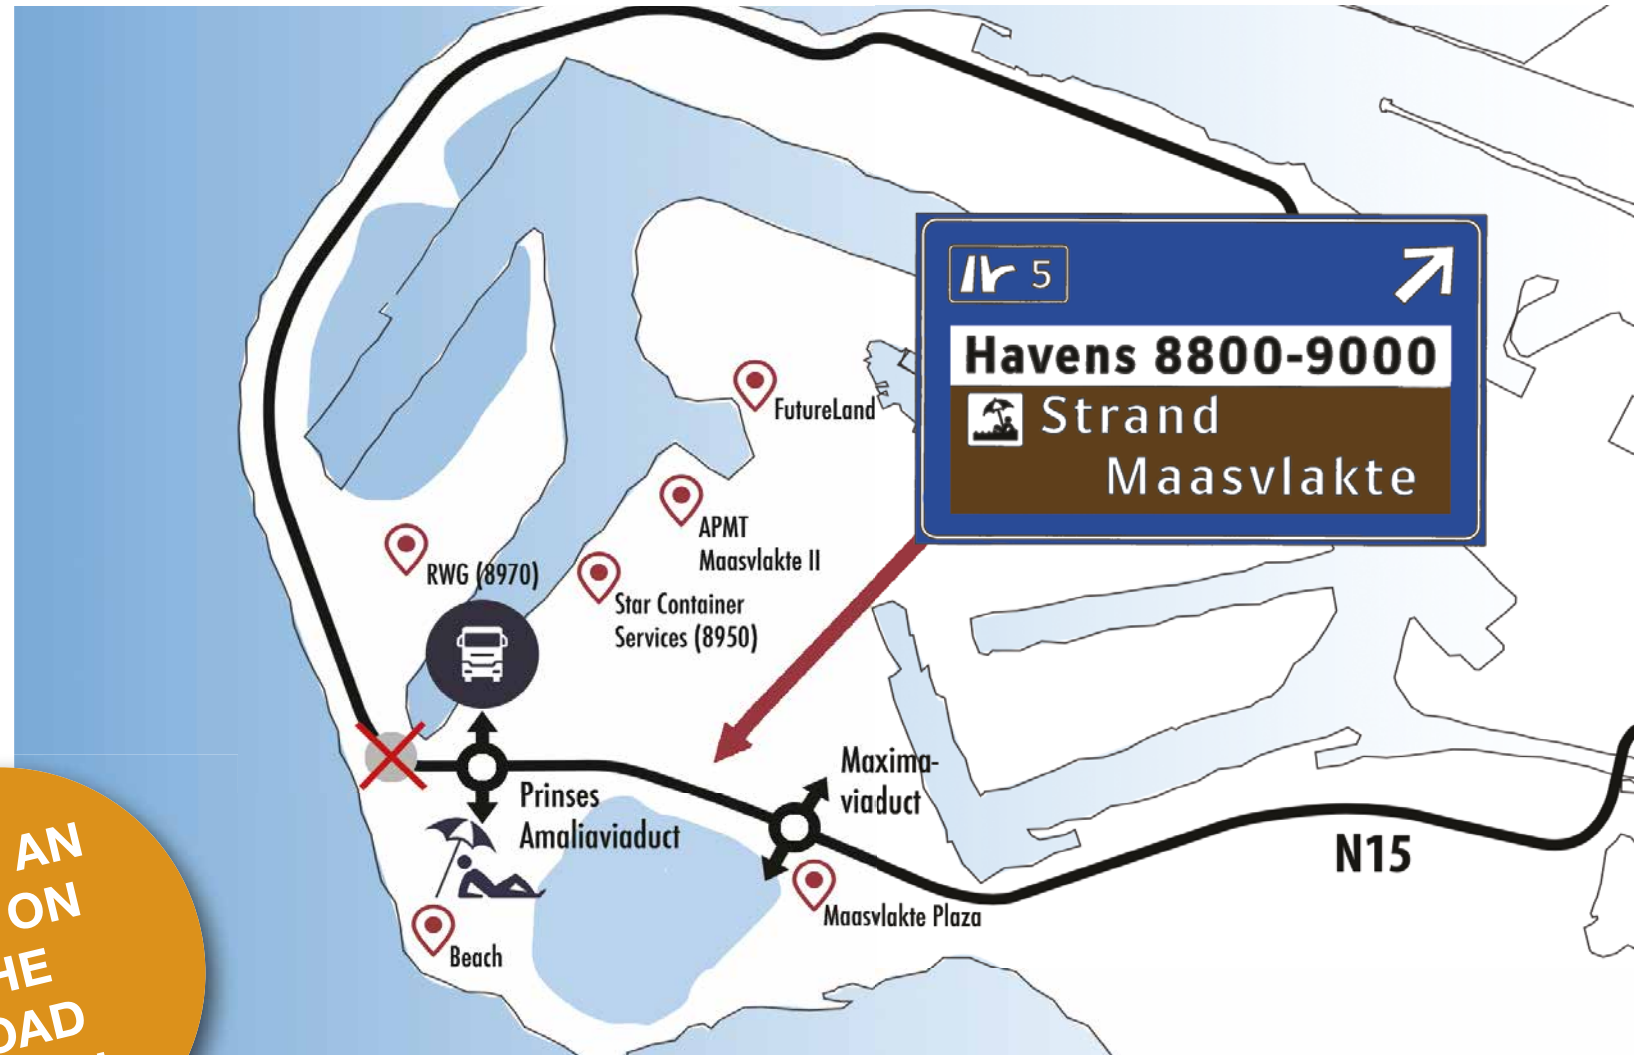 5
Havens 8800-9000
Strand
Maasvlakte
FutureLand
APMT
Maasvlakte II
RWG (8970)
Star Container
Services (8950)
Maxima-
viaduct
Prinses
Amaliaviaduct
N15
Maasvlakte Plaza
Beach
AN
ON
HE
OAD